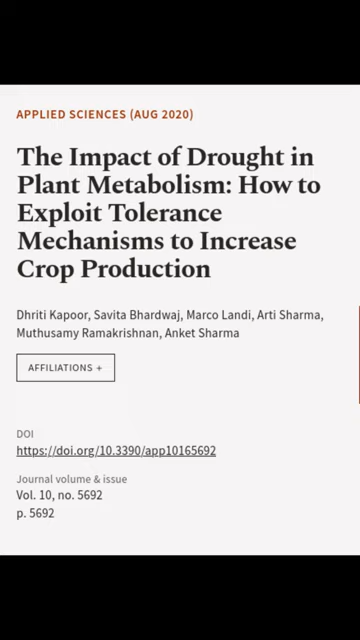 APPLIED SCIENCES (AUG 2020)
The Impact of Drought in
Plant Metabolism: How to
Exploit Tolerance
Mechanisms to Increase
Crop Production
Dhriti Kapoor, Savita Bhardwaj, Marco Landi, Arti Sharma,
Muthusamy Ramakrishnan, Anket Sharma
AFFILIATIONS +
DOI
https://doi.org/10.3390/app10165692
Journal volume & issue
Vol. 10, no. 5692
p. 5692